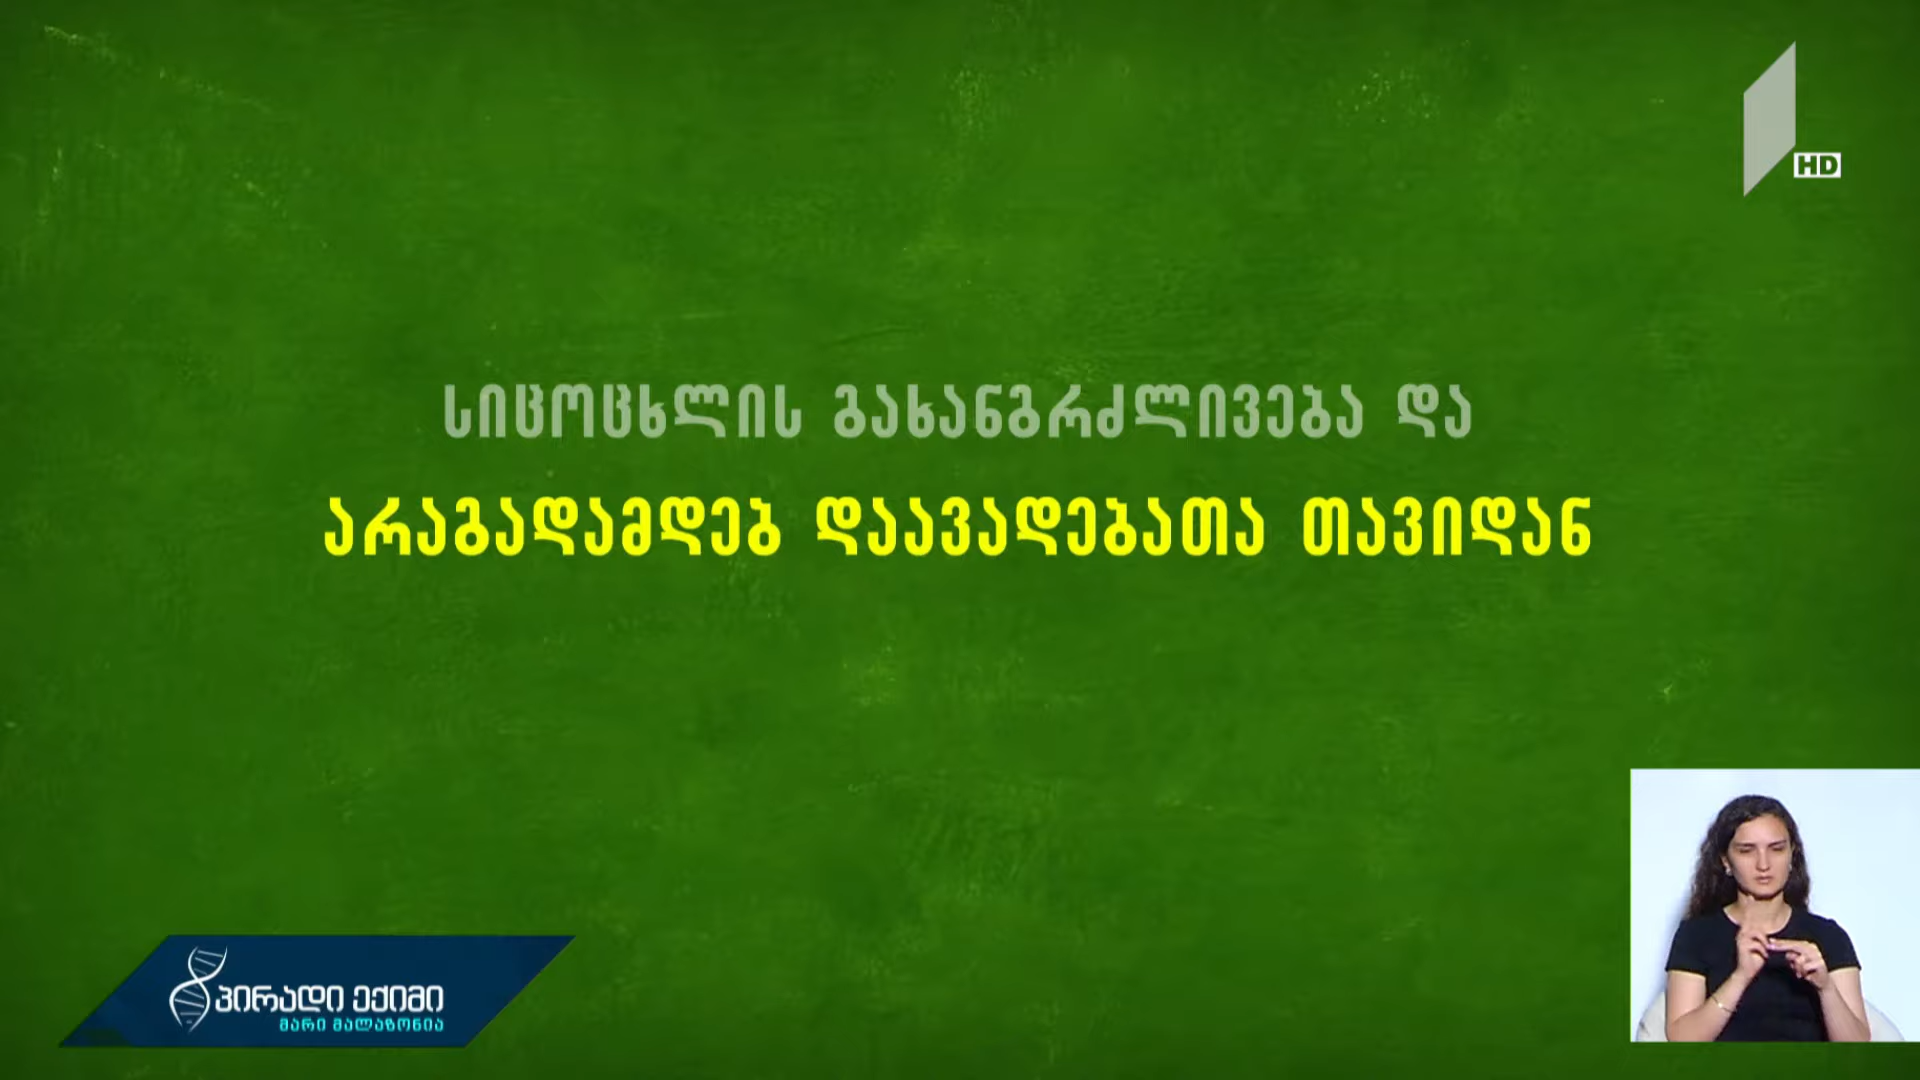 HD
სიცოცხლის გახანგრძლივება და
არაგადამდებ დაავადებათა თავიდან
პირადი ექიმი
მარი მალაზონია